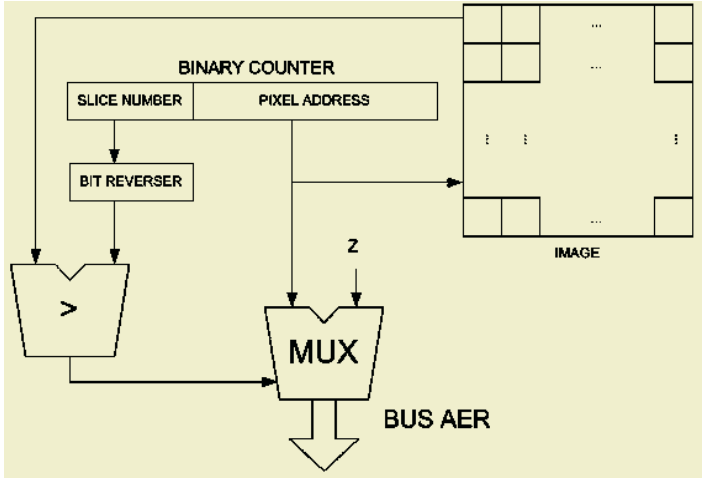 ...
...
BINARY COUNTER
SLICE NUMBER PIXEL ADDRESS
... ... ...
BIT REVERSER
...
IMAGE
Z
>
MUX
BUS AER